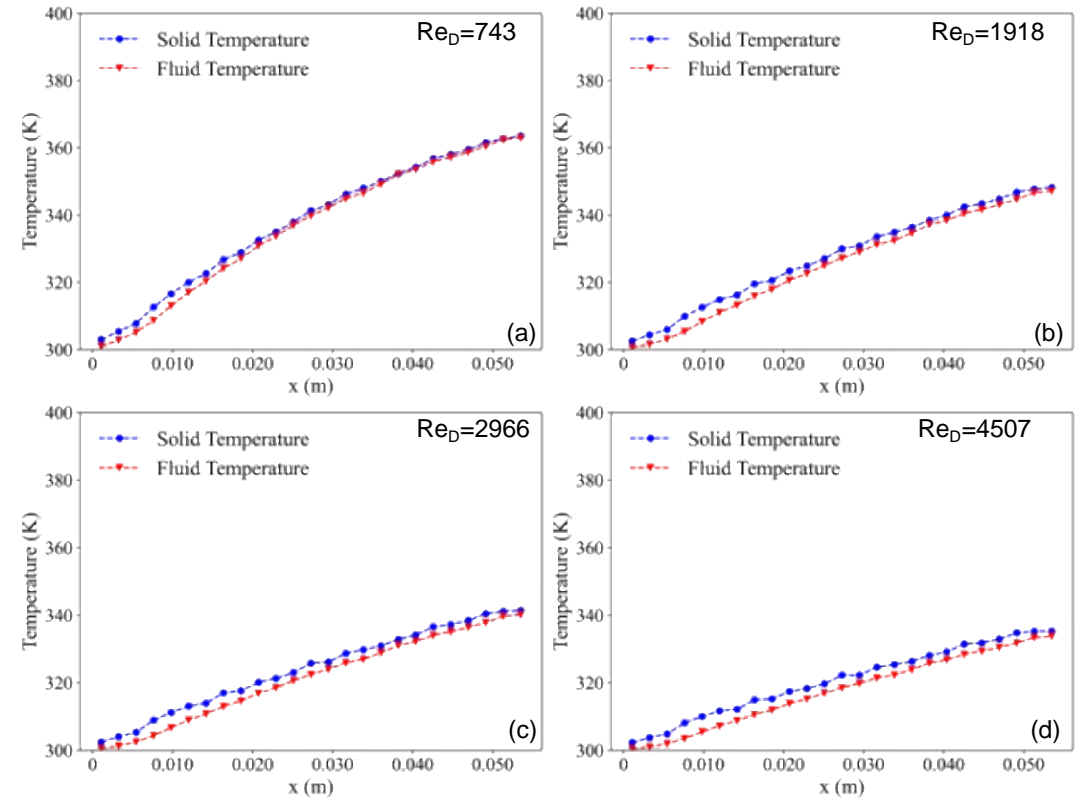 400
380
360
340
320
300
Temperature (K)
Solid Temperature
Fluid Temperature
Re_D=743
(a)
0 0.010 0.020 0.030 0.040 0.050
x (m)
400
380
360
340
320
300
Temperature (K)
Solid Temperature
Fluid Temperature
Re_D=1918
(b)
0 0.010 0.020 0.030 0.040 0.050
x (m)
400
380
360
340
320
300
Temperature (K)
Solid Temperature
Fluid Temperature
Re_D=2966
(c)
0 0.010 0.020 0.030 0.040 0.050
x (m)
400
380
360
340
320
300
Temperature (K)
Solid Temperature
Fluid Temperature
Re_D=4507
(d)
0 0.010 0.020 0.030 0.040 0.050
x (m)